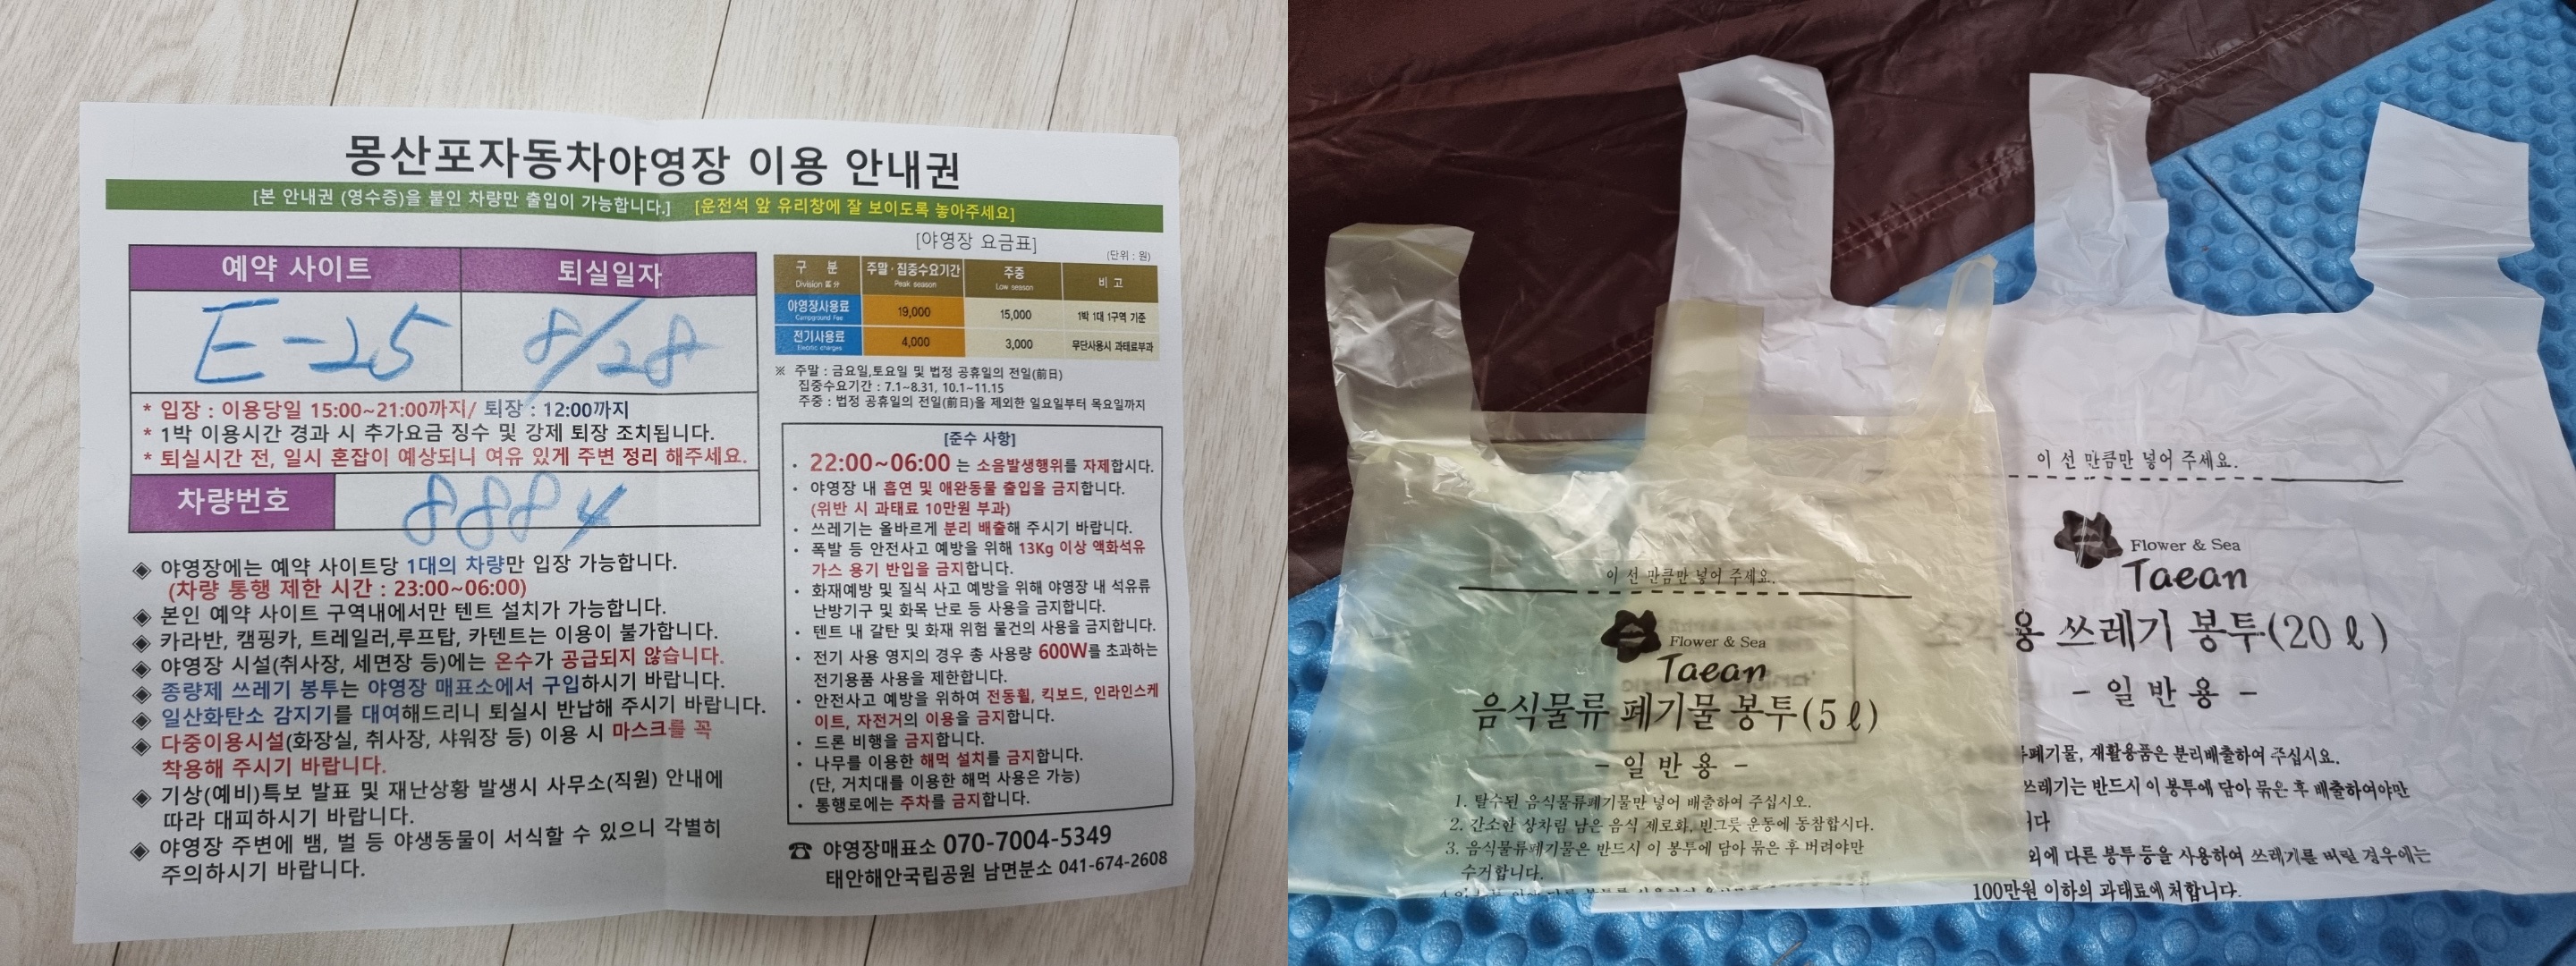 몽산포자동차야영장 이용 안내권
[본 안내권 (영수증)을 붙인 차량만 출입이 가능합니다.] [운전석 앞 유리창에 잘 보이도록 놓아주세요]
예약 사이트 퇴실일자
E-25 8/28
* 입장 : 이용당일 15:00~21:00까지/ 퇴장 : 12:00까지
* 1박 이용시간 경과 시 추가요금 징수 및 강제 퇴장 조치됩니다.
* 퇴실시간 전, 일시 혼잡이 예상되니 여유 있게 주변 정리 해주세요.
차량번호 8884
◈ 야영장에는 예약 사이트당 1대의 차량만 입장 가능합니다.
(차량 통행 제한 시간 : 23:00~06:00)
◈ 본인 예약 사이트 구역내에서만 텐트 설치가 가능합니다.
◈ 카라반, 캠핑카, 트레일러,루프탑, 카텐트는 이용이 불가합니다.
◈ 야영장 시설(취사장, 세면장 등)에는 온수가 공급되지 않습니다.
◈ 종량제 쓰레기 봉투는 야영장 매표소에서 구입하시기 바랍니다.
◈ 일산화탄소 감지기를 대여해드리니 퇴실시 반납해 주시기 바랍니다.
◈ 다중이용시설(화장실, 취사장, 샤워장 등) 이용 시 마스크를 꼭
착용해 주시기 바랍니다.
◈ 기상(예비)특보 발표 및 재난상황 발생시 사무소(직원) 안내에
따라 대피하시기 바랍니다.
◈ 야영장 주변에 뱀, 벌 등 야생동물이 서식할 수 있으니 각별히
주의하시기 바랍니다.
[야영장 요금표]
(단위 : 원)
구 분 주말·집중수요기간 주중 비 고
Division 區分 Peak season Low season
야영장사용료 19,000 15,000 1박 1대 1구역 기준
Campground Fee
전기사용료 4,000 3,000 무단사용시 과태료부과
Electric charges
※ 주말 : 금요일,토요일 및 법정 공휴일의 전일(前日)
집중수요기간 : 7.1~8.31, 10.1~11.15
주중 : 법정 공휴일의 전일(前日)을 제외한 일요일부터 목요일까지
[준수 사항]
· 22:00~06:00 는 소음발생행위를 자제합시다.
· 야영장 내 흡연 및 애완동물 출입을 금지합니다.
(위반 시 과태료 10만원 부과)
· 쓰레기는 올바르게 분리 배출해 주시기 바랍니다.
· 폭발 등 안전사고 예방을 위해 13Kg 이상 액화석유
가스 용기 반입을 금지합니다.
· 화재예방 및 질식 사고 예방을 위해 야영장 내 석유류
난방기구 및 화목 난로 등 사용을 금지합니다.
· 텐트 내 갈탄 및 화재 위험 물건의 사용을 금지합니다.
· 전기 사용 영지의 경우 총 사용량 600W를 초과하는
전기용품 사용을 제한합니다.
· 안전사고 예방을 위하여 전동휠, 킥보드, 인라인스케
이트, 자전거의 이용을 금지합니다.
· 드론 비행을 금지합니다.
· 나무를 이용한 해먹 설치를 금지합니다.
(단, 거치대를 이용한 해먹 사용은 가능)
· 통행로에는 주차를 금지합니다.
☎ 야영장매표소 070-7004-5349
태안해안국립공원 남면분소 041-674-2608
이 선 만큼만 넣어 주세요.
Flower & Sea
Taean
음식물류 폐기물 봉투(5ℓ)
- 일 반 용 -
1. 탈수된 음식물류폐기물만 넣어 배출하여 주십시오.
2. 간소한 상차림 남은 음식 제로화, 빈그릇 운동에 동참합시다.
3. 음식물류폐기물은 반드시 이 봉투에 담아 묶은 후 버려야만
수거합니다.
이 선 만큼만 넣어 주세요.
Flower & Sea
Taean
용 쓰레기 봉투(20ℓ)
- 일 반 용 -
폐기물, 재활용품은 분리배출하여 주십시요.
쓰레기는 반드시 이 봉투에 담아 묶은 후 배출하여야만
다
외에 다른 봉투등을 사용하여 쓰레기를 버릴 경우에는
100만원 이하의 과태료에 처합니다.